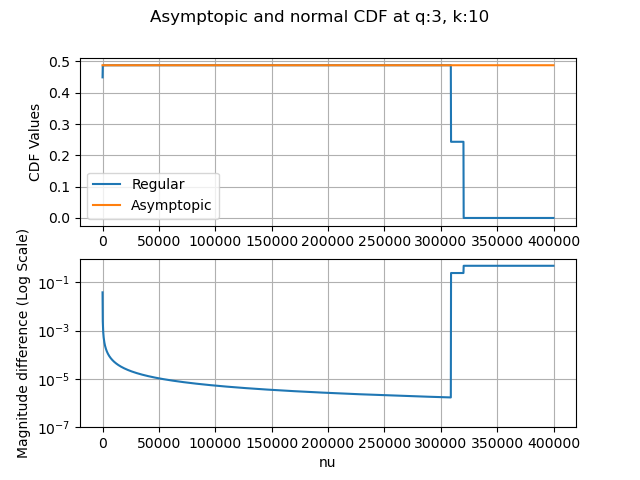 Asymptopic and normal CDF at q:3, k:10
CDF Values
0.5
0.4
0.3
0.2
0.1
0.0
Regular
Asymptopic
0 50000 100000 150000 200000 250000 300000 350000 400000
Magnitude difference (Log Scale)
10⁻¹
10⁻³
10⁻⁵
10⁻⁷
0 50000 100000 150000 200000 250000 300000 350000 400000
nu